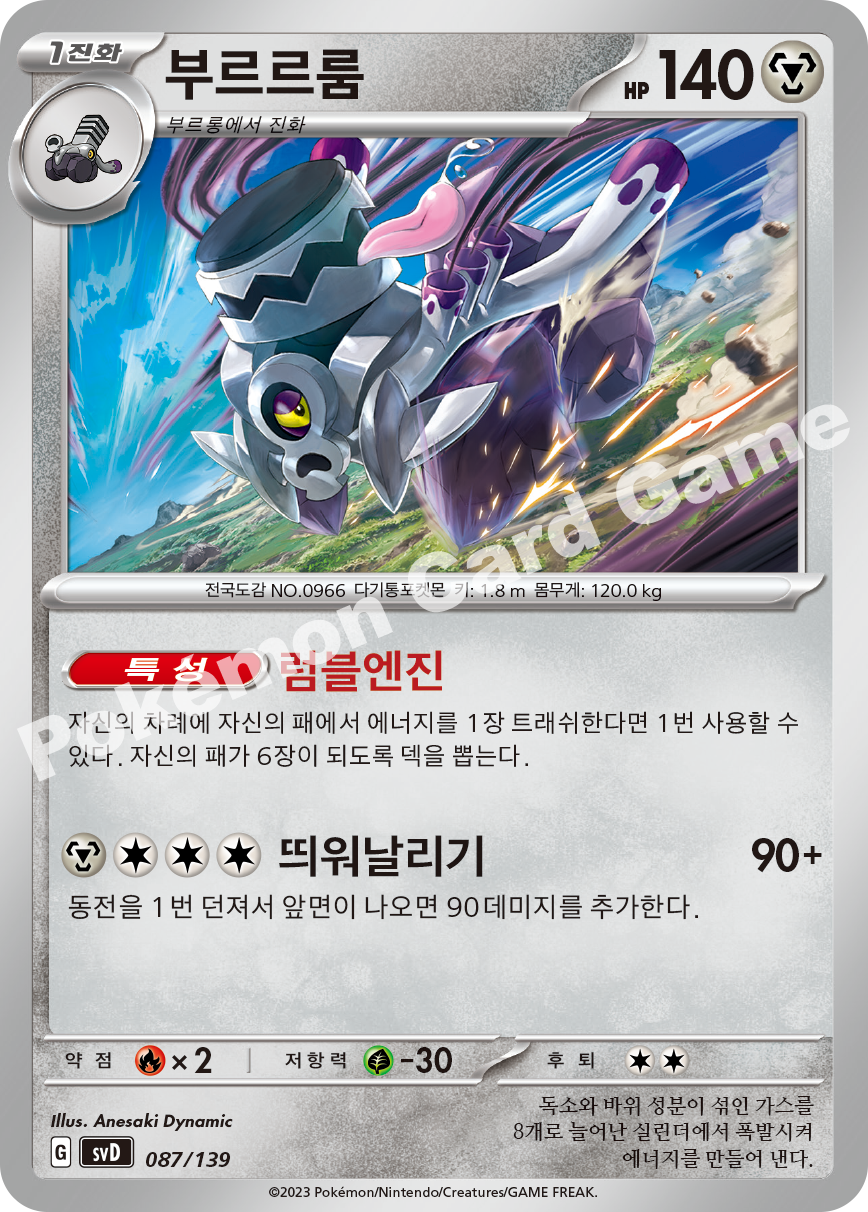 1진화
부르르룸
HP 140
부르롱에서 진화
전국도감 NO.0966 다기통포켓몬 키: 1.8 m 몸무게: 120.0 kg
특성 럼블엔진
자신의 차례에 자신의 패에서 에너지를 1장 트래쉬한다면 1번 사용할 수
있다. 자신의 패가 6장이 되도록 덱을 뽑는다.
띄워날리기 90+
동전을 1번 던져서 앞면이 나오면 90데미지를 추가한다.
약점 ×2 저항력 -30 후퇴
Illus. Anesaki Dynamic
독소와 바위 성분이 섞인 가스를
8개로 늘어난 실린더에서 폭발시켜
에너지를 만들어 낸다.
G svD 087/139
©2023 Pokémon/Nintendo/Creatures/GAME FREAK.
Pokémon Card Game